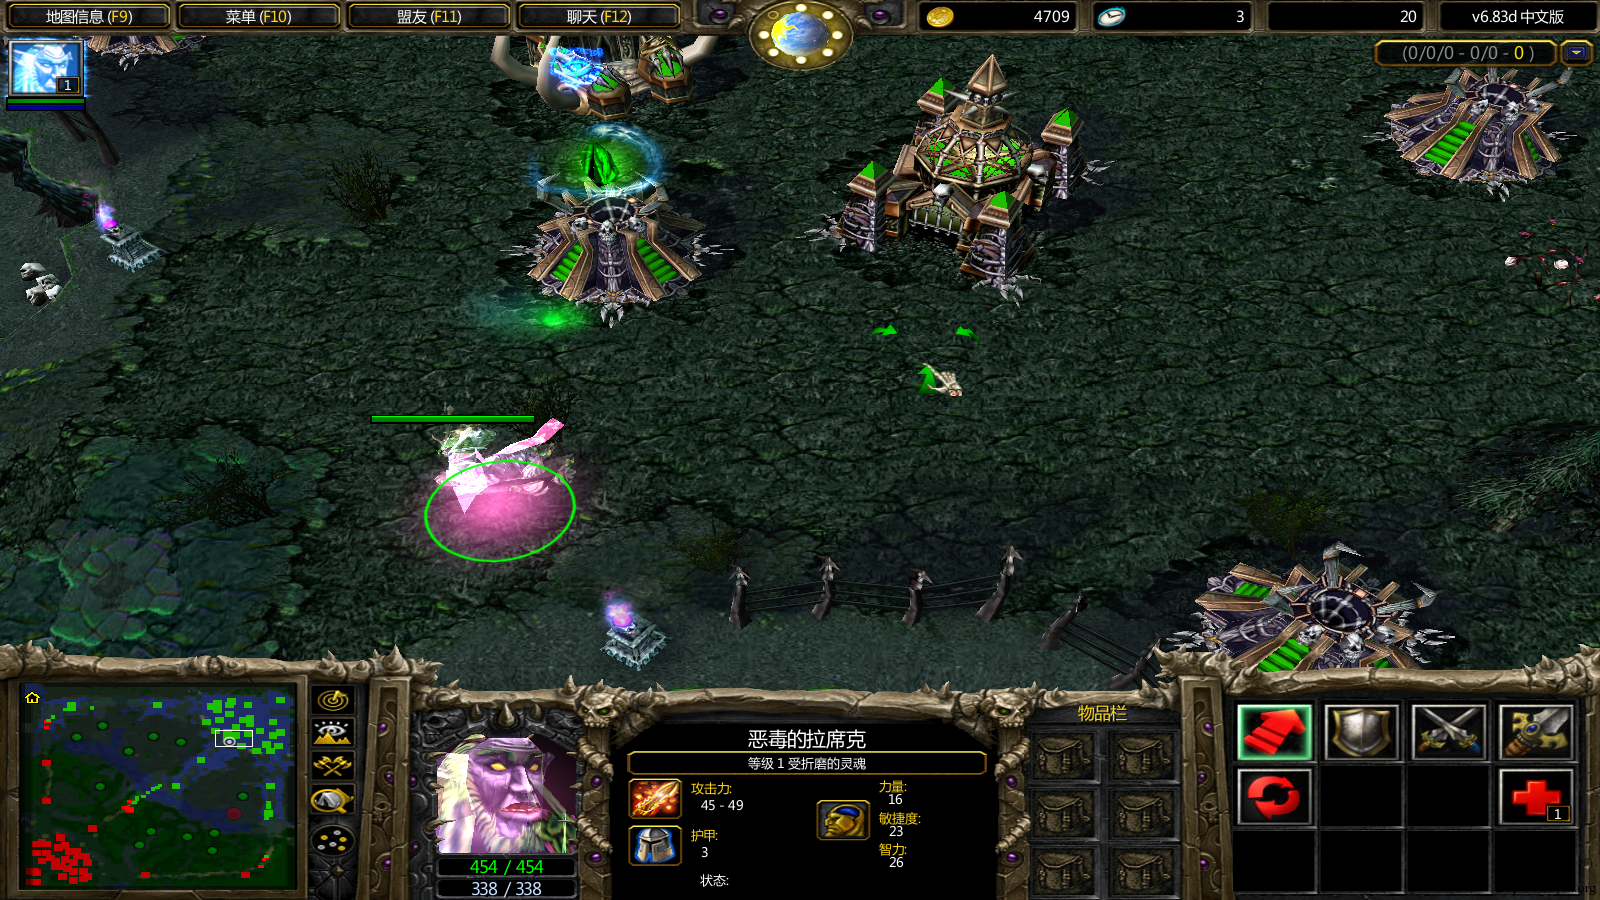 地图信息 (F9)
菜单 (F10)
盟友 (F11)
聊天 (F12)
4709
3
20
v6.83d 中文版
(0/0/0 - 0/0 - 0 )
1
物品栏
恶毒的拉席克
等级 1 受折磨的灵魂
攻击力:
45 - 49
护甲:
3
状态:
力量:
16
敏捷度:
23
智力:
26
454 / 454
338 / 338
1